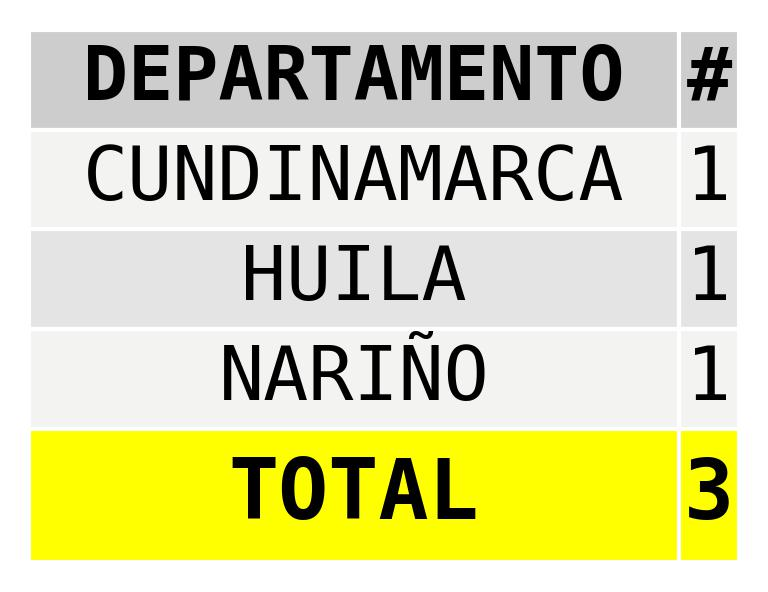 DEPARTAMENTO #
CUNDINAMARCA 1
HUILA 1
NARIÑO 1
TOTAL 3